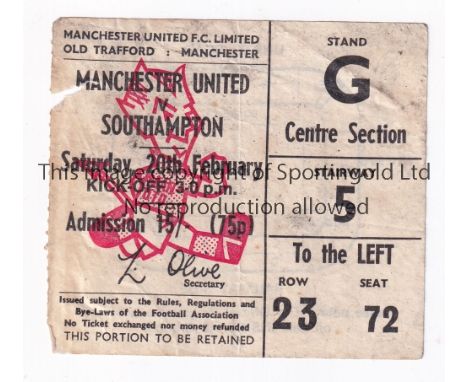 MANCHESTER UNITED F.C. LIMITED
OLD TRAFFORD : MANCHESTER
MANCHESTER UNITED
v
SOUTHAMPTON
Saturday, 20th February
KICK-OFF 3-0 p.m.
Admission 15/- (75p)
L. Olive
Secretary
Issued subject to the Rules, Regulations and
Bye-Laws of the Football Association
No Ticket exchanged nor money refunded
THIS PORTION TO BE RETAINED
STAND
G
Centre Section
STAIRWAY
5
To the LEFT
ROW SEAT
23 72
This image copyright of Sportingold Ltd
No reproduction allowed